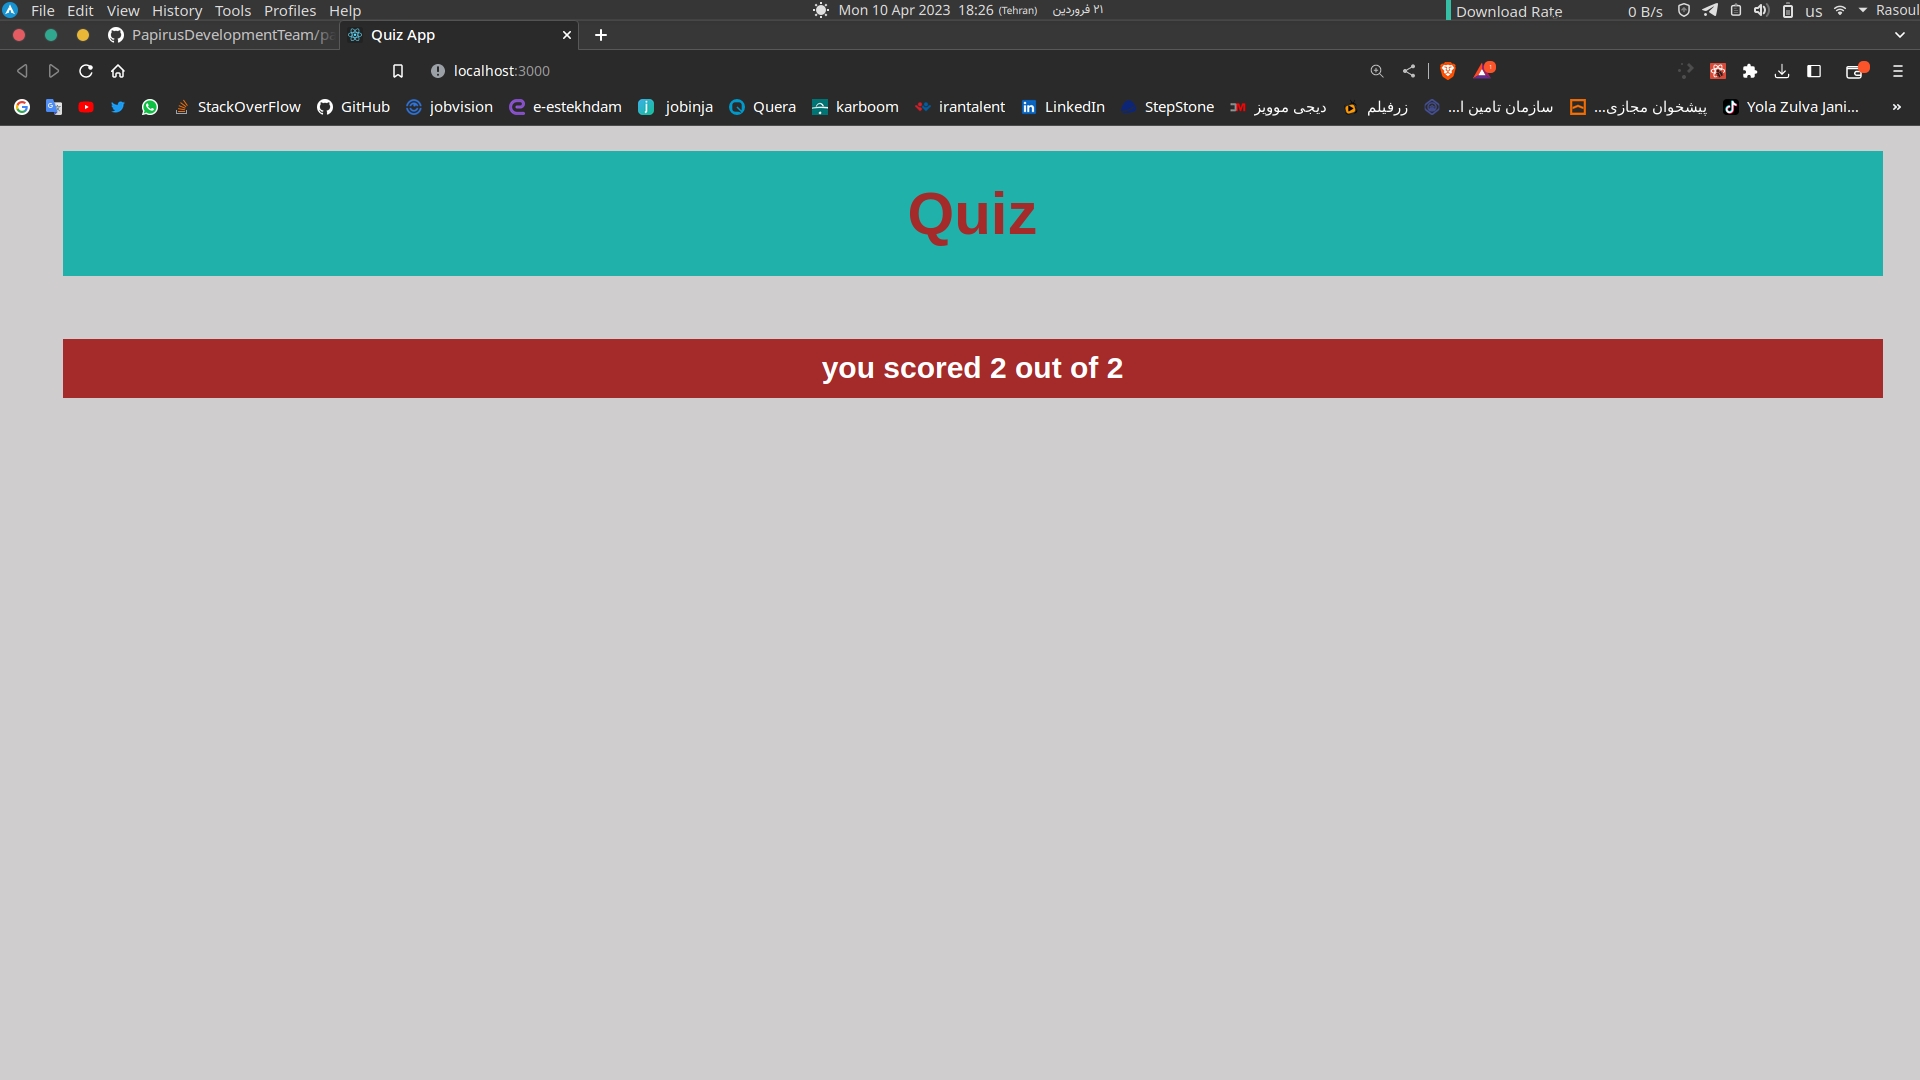 File Edit View History Tools Profiles Help Mon 10 Apr 2023 18:26 (Tehran) ۲۱ فروردین Download Rate 0 B/s us Rasoul
PapirusDevelopmentTeam/pa Quiz App
localhost:3000
StackOverFlow GitHub jobvision e-estekhdam jobinja Quera karboom irantalent LinkedIn StepStone دیجی موویز زرفیلم سازمان تامین ا... پیشخوان مجازی... Yola Zulva Jani...
Quiz
you scored 2 out of 2